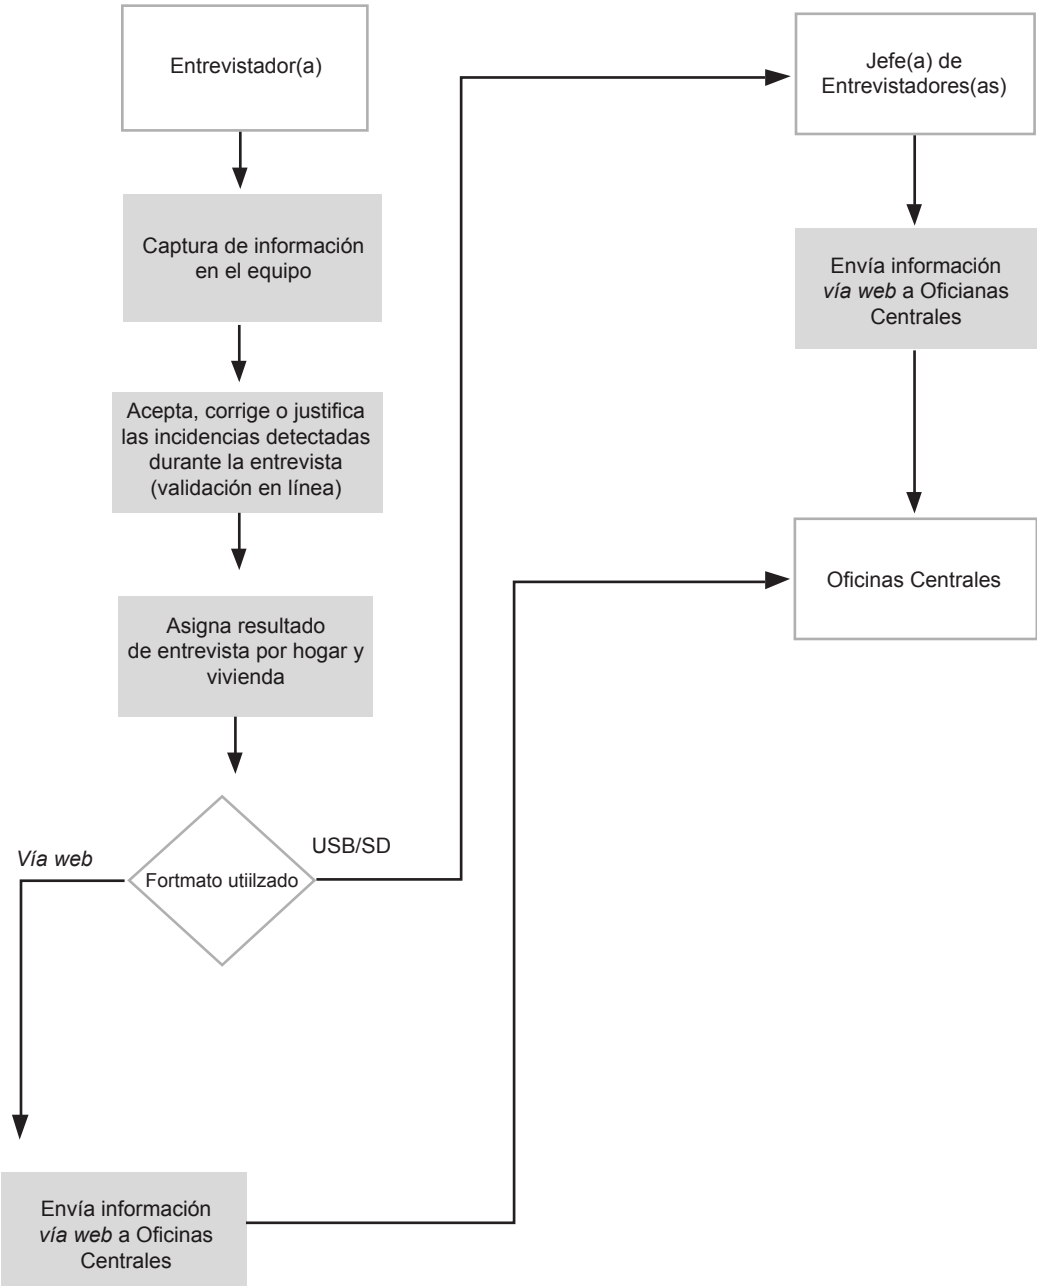 Entrevistador(a)
Captura de información
en el equipo
Acepta, corrige o justifica
las incidencias detectadas
durante la entrevista
(validación en línea)
Asigna resultado
de entrevista por hogar y
vivienda
Vía web
Fortmato utiilzado
USB/SD
Envía información
vía web a Oficinas
Centrales
Jefe(a) de
Entrevistadores(as)
Envía información
vía web a Oficianas
Centrales
Oficinas Centrales